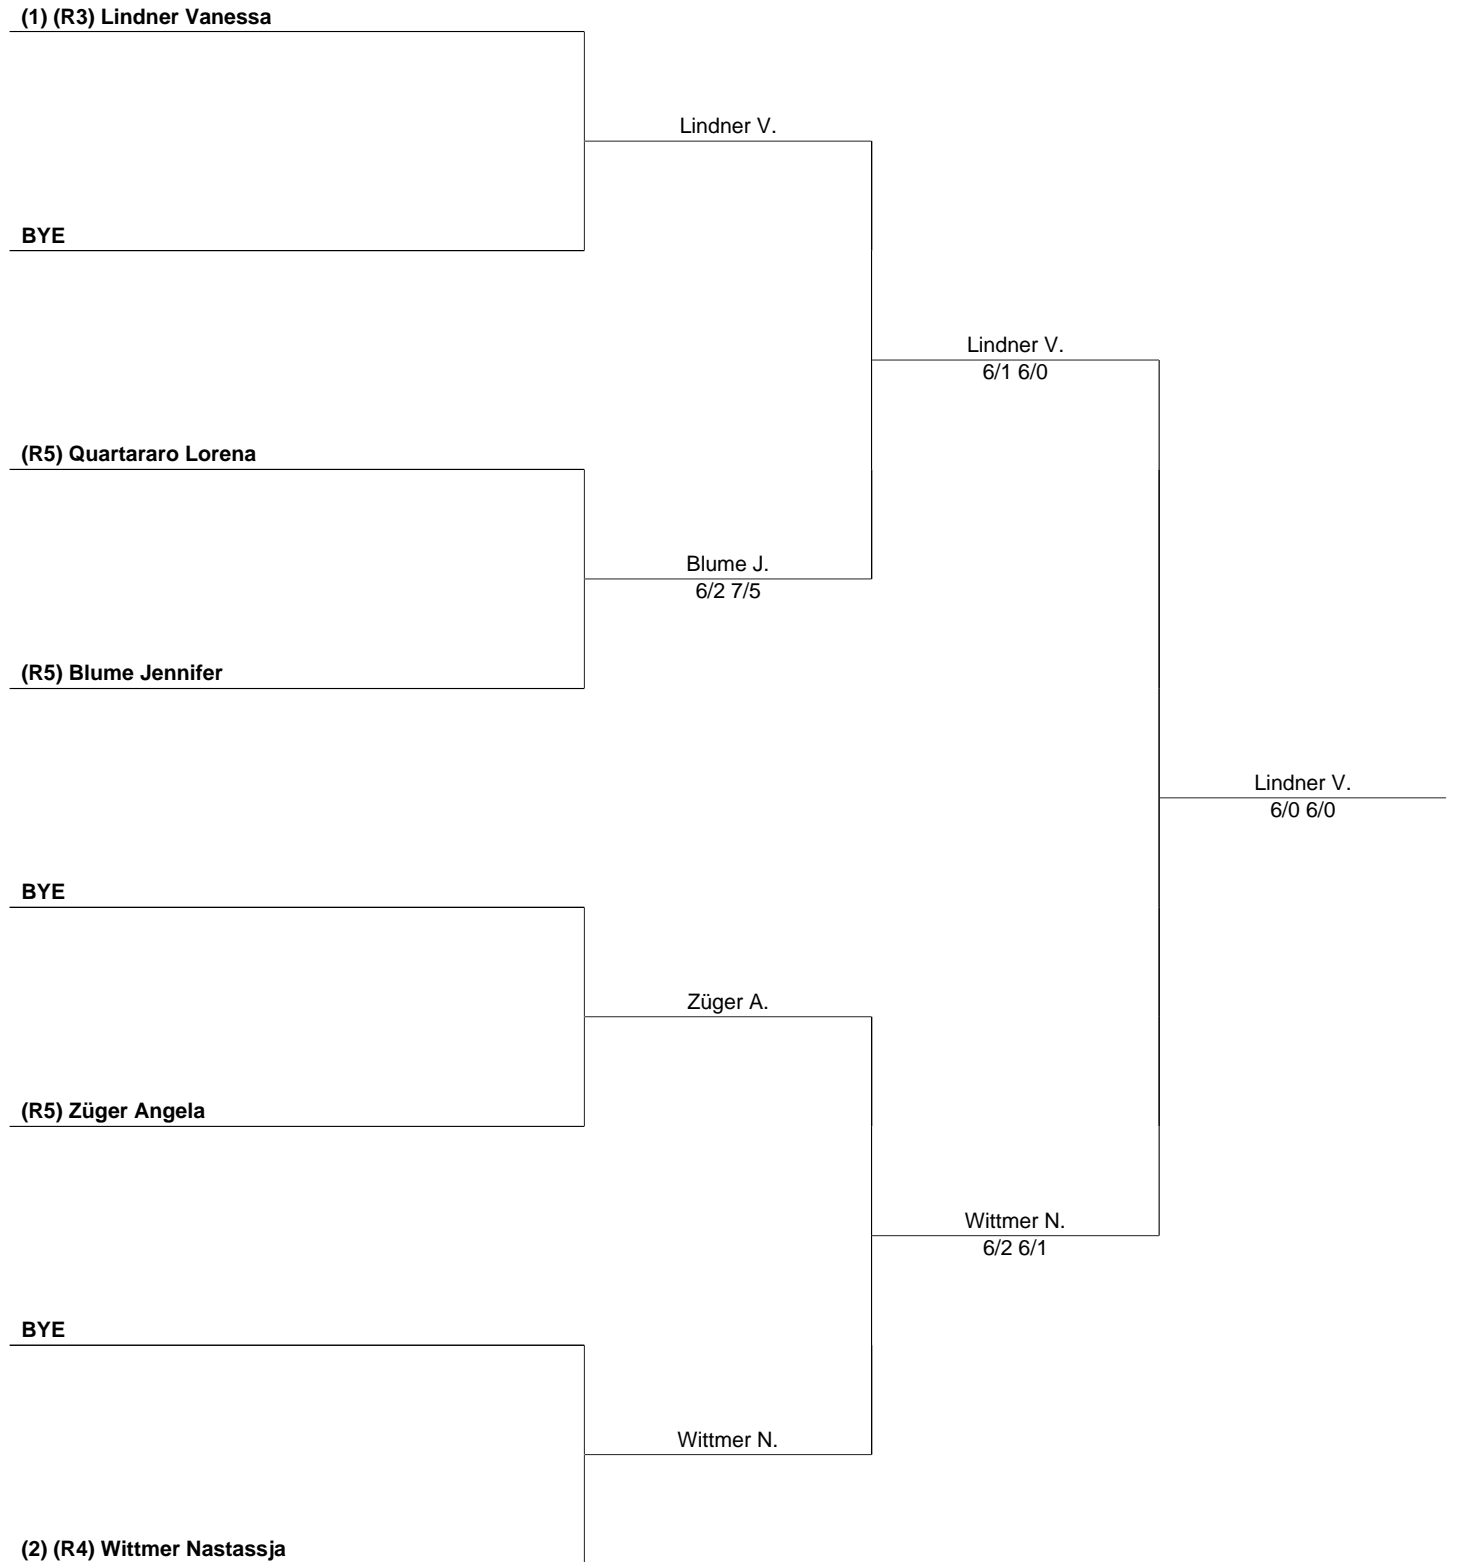 (1) (R3) Lindner Vanessa
Lindner V.
BYE
Lindner V.
6/1 6/0
(R5) Quartararo Lorena
Blume J.
6/2 7/5
(R5) Blume Jennifer
Lindner V.
6/0 6/0
BYE
Züger A.
(R5) Züger Angela
Wittmer N.
6/2 6/1
BYE
Wittmer N.
(2) (R4) Wittmer Nastassja